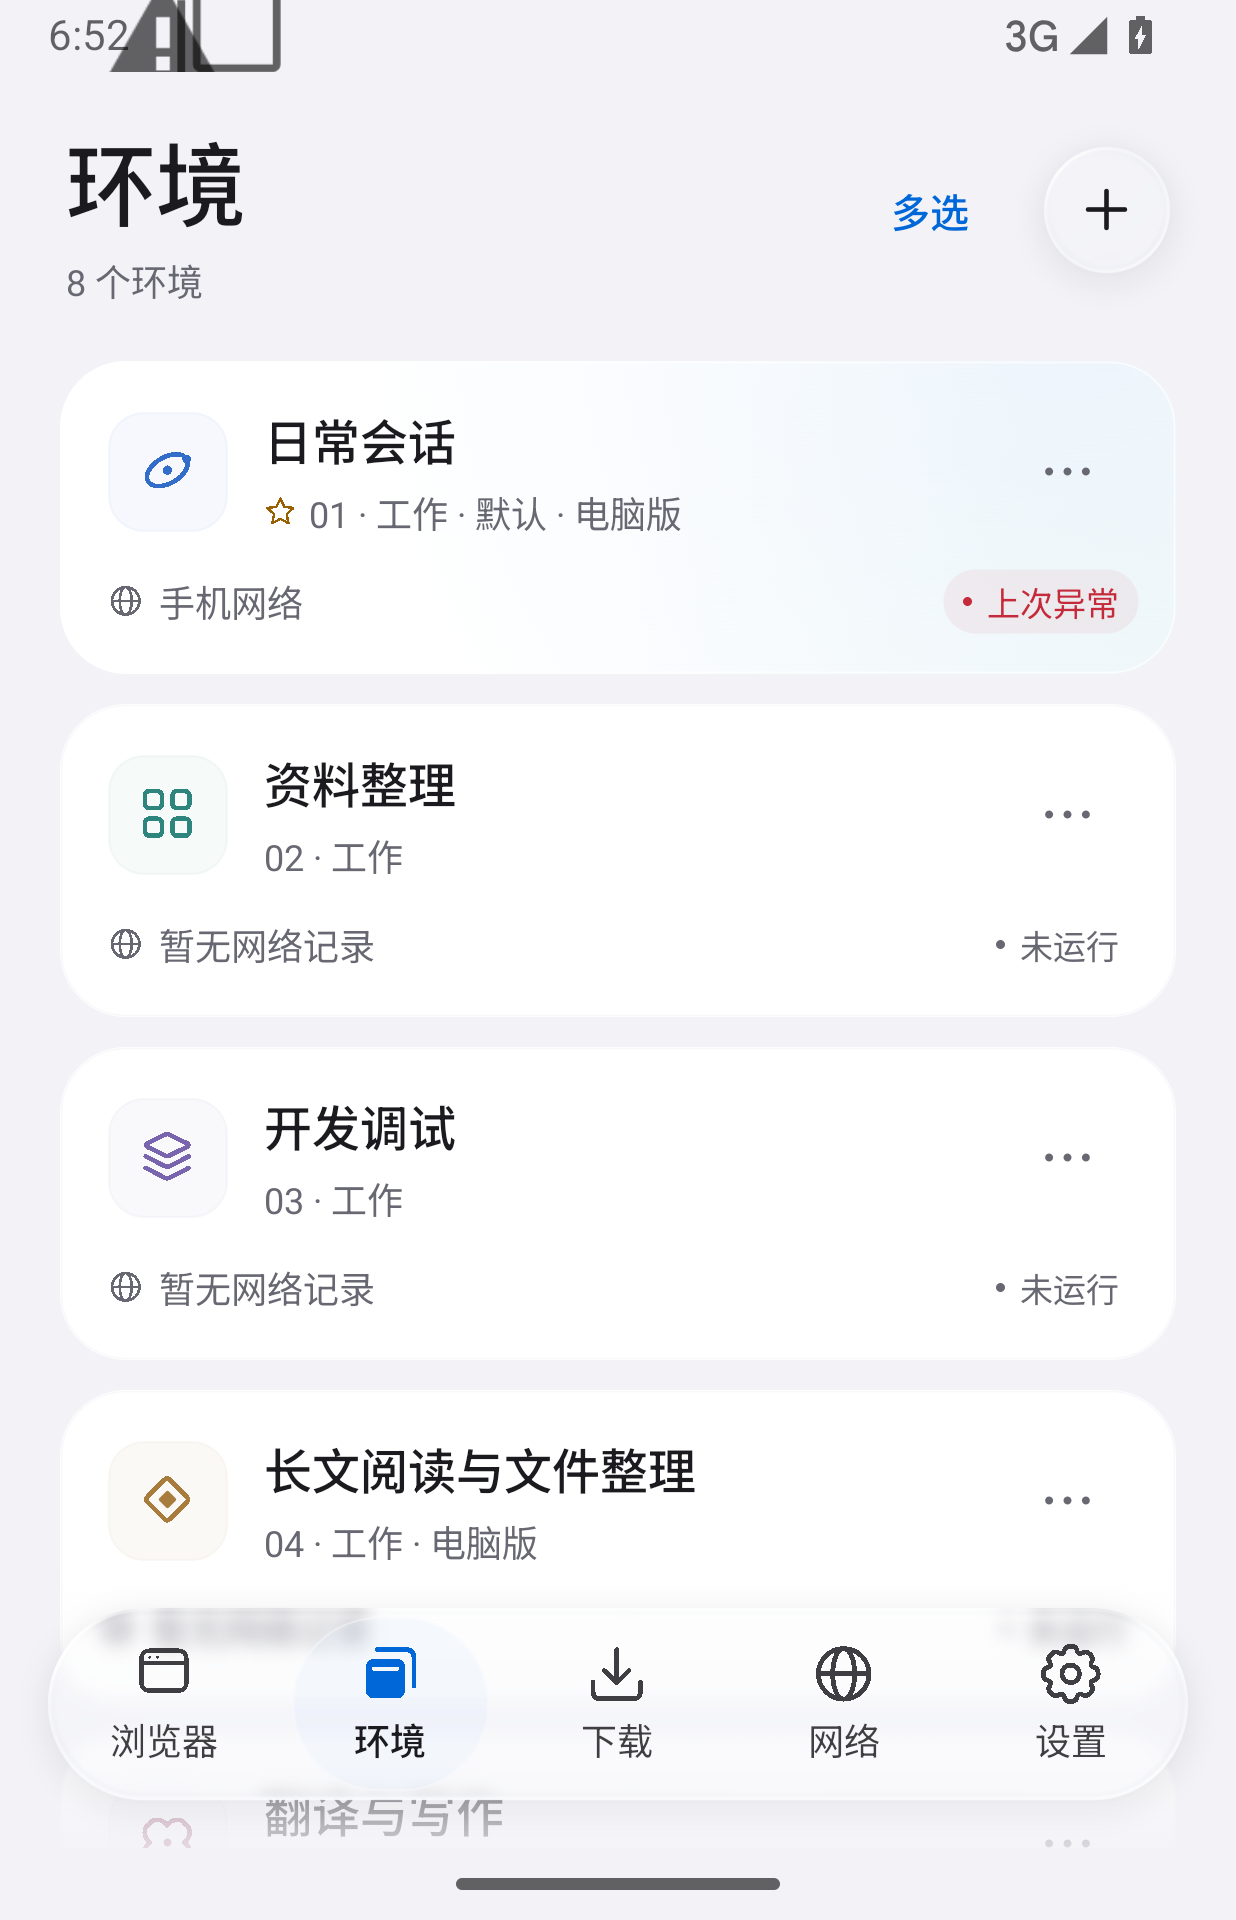 6:52
3G
环境
多选
8 个环境
日常会话
01 · 工作 · 默认 · 电脑版
手机网络
上次异常
资料整理
02 · 工作
暂无网络记录
未运行
开发调试
03 · 工作
暂无网络记录
未运行
长文阅读与文件整理
04 · 工作 · 电脑版
浏览器
环境
下载
网络
设置
翻译与写作